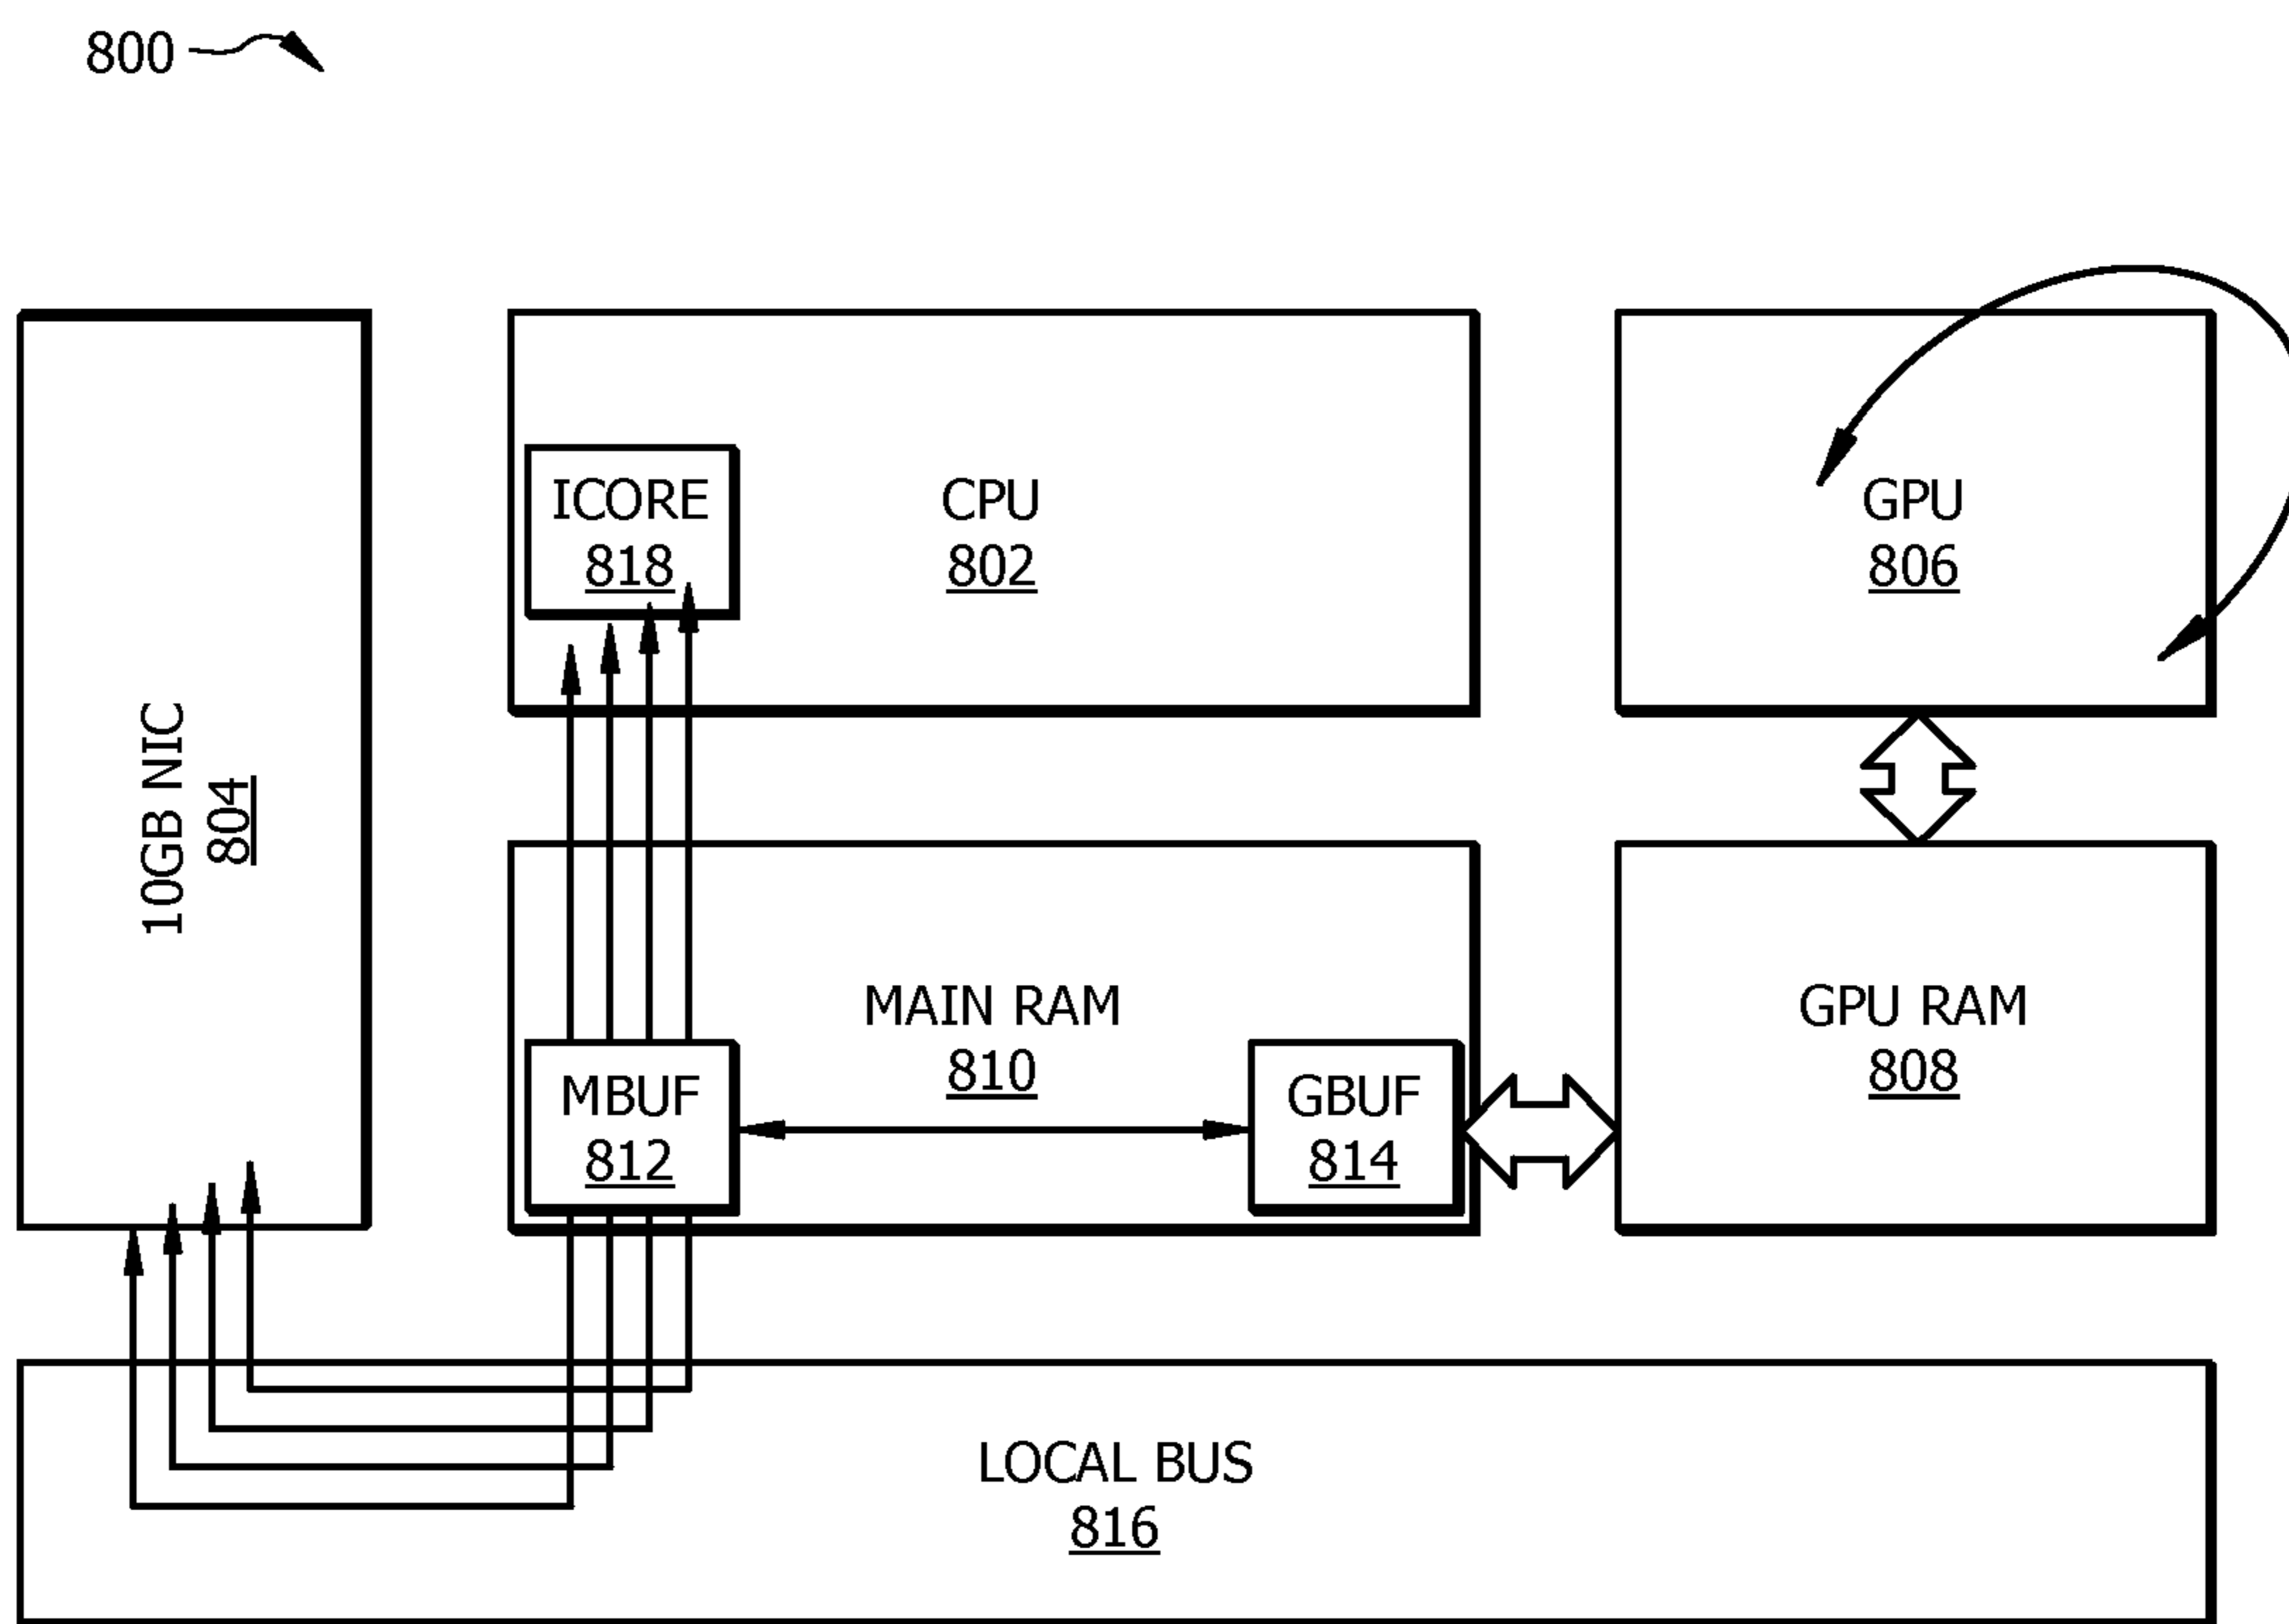 800
10GB NIC
804
ICORE
818
CPU
802
GPU
806
MAIN RAM
810
MBUF
812
GBUF
814
GPU RAM
808
LOCAL BUS
816